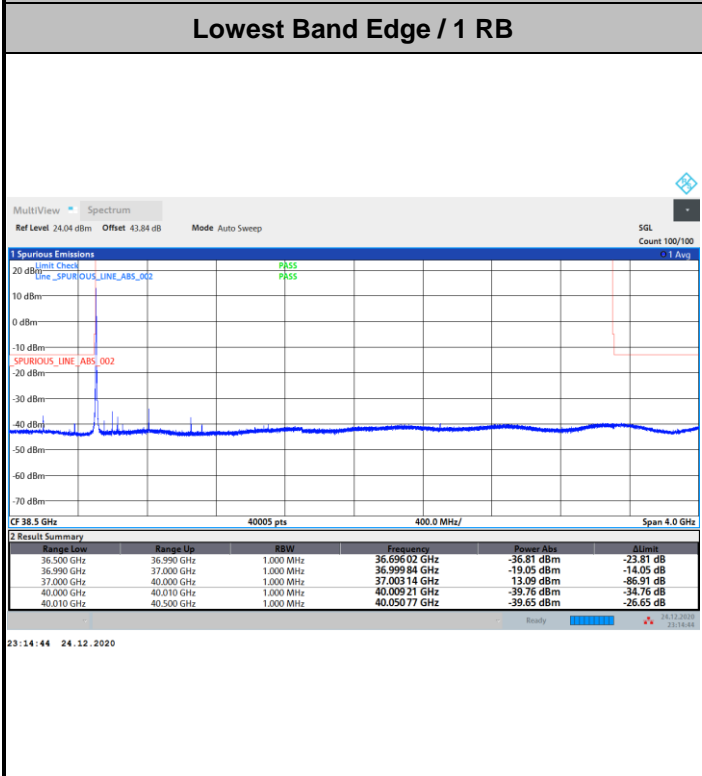 Lowest Band Edge / 1 RB
MultiView Spectrum
Ref Level 24.04 dBm Offset 43.84 dB Mode Auto Sweep SGL
Count 100/100
1 Spurious Emissions 1 Avg
Limit Check PASS
20 dBm
Line _SPURIOUS_LINE_ABS_002 PASS
10 dBm
0 dBm
-10 dBm
_SPURIOUS_LINE_ABS_002
-20 dBm
-30 dBm
-40 dBm
-50 dBm
-60 dBm
-70 dBm
CF 38.5 GHz 40005 pts 400.0 MHz/ Span 4.0 GHz
2 Result Summary
Range Low Range Up RBW Frequency Power Abs ΔLimit
36.500 GHz 36.990 GHz 1.000 MHz 36.696 02 GHz -36.81 dBm -23.81 dB
36.990 GHz 37.000 GHz 1.000 MHz 36.999 84 GHz -19.05 dBm -14.05 dB
37.000 GHz 40.000 GHz 1.000 MHz 37.003 14 GHz 13.09 dBm -86.91 dB
40.000 GHz 40.010 GHz 1.000 MHz 40.009 21 GHz -39.76 dBm -34.76 dB
40.010 GHz 40.500 GHz 1.000 MHz 40.050 77 GHz -39.65 dBm -26.65 dB
Ready 24.12.2020
23:14:44
23:14:44 24.12.2020